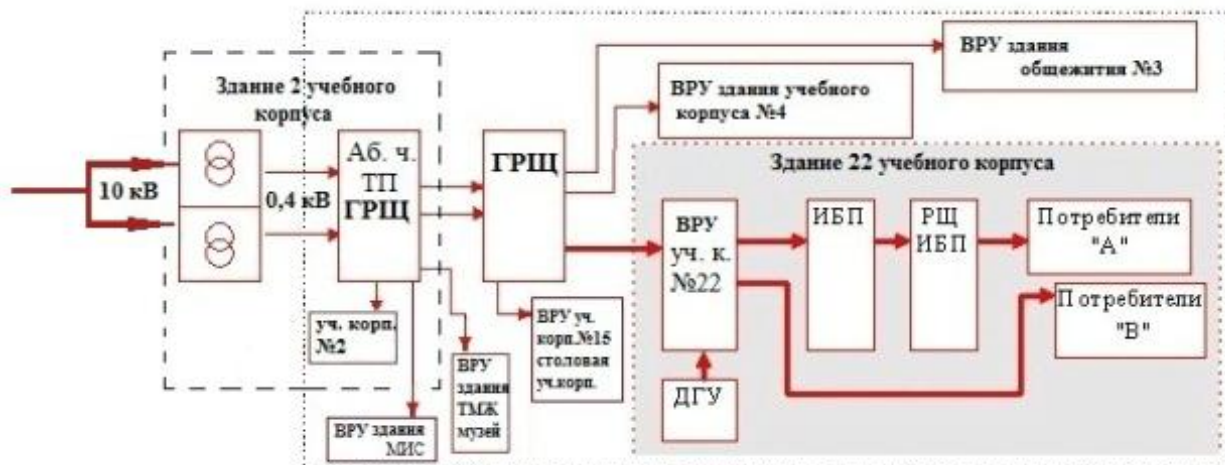 ВРУ здания
общежития №3
Здание 2 учебного
корпуса
ВРУ здания учебного
корпуса №4
10 кВ
0,4 кВ
Аб. ч.
ТП
ГРЩ
ГРЩ
Здание 22 учебного корпуса
ВРУ
уч. к.
№22
ИБП
РЩ
ИБП
Потребители
"А"
Потребители
"В"
ДГУ
уч. корп.
№2
ВРУ здания
МИС
ВРУ
здания
ТМЖ
музей
ВРУ уч.
корп.№15
столовая
уч.корп.